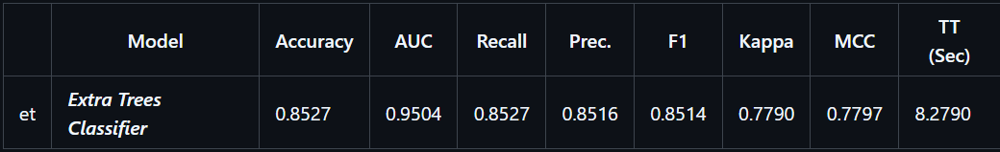 Model Accuracy AUC Recall Prec. F1 Kappa MCC TT (Sec)
et Extra Trees Classifier 0.8527 0.9504 0.8527 0.8516 0.8514 0.7790 0.7797 8.2790